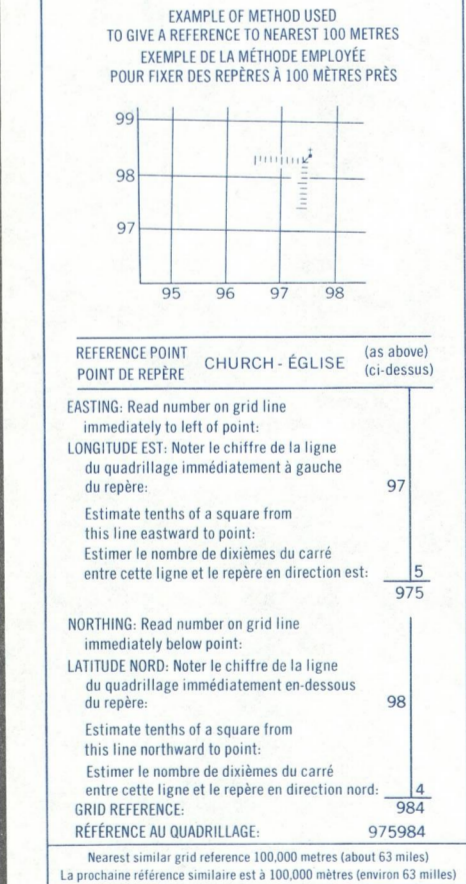 EXAMPLE OF METHOD USED
TO GIVE A REFERENCE TO NEAREST 100 METRES
EXEMPLE DE LA MÉTHODE EMPLOYÉE
POUR FIXER DES REPÈRES À 100 MÈTRES PRÈS
99
98
97
95 96 97 98
REFERENCE POINT
POINT DE REPÈRE
CHURCH - ÉGLISE
(as above)
(ci-dessus)
EASTING: Read number on grid line
immediately to left of point:
LONGITUDE EST: Noter le chiffre de la ligne
du quadrillage immédiatement à gauche
du repère: 97
Estimate tenths of a square from
this line eastward to point:
Estimer le nombre de dixièmes du carré
entre cette ligne et le repère en direction est: 5
975
NORTHING: Read number on grid line
immediately below point:
LATITUDE NORD: Noter le chiffre de la ligne
du quadrillage immédiatement en-dessous
du repère: 98
Estimate tenths of a square from
this line northward to point:
Estimer le nombre de dixièmes du carré
entre cette ligne et le repère en direction nord: 4
GRID REFERENCE: 984
RÉFÉRENCE AU QUADRILLAGE: 975984
Nearest similar grid reference 100,000 metres (about 63 miles)
La prochaine référence similaire est à 100,000 mètres (environ 63 milles)